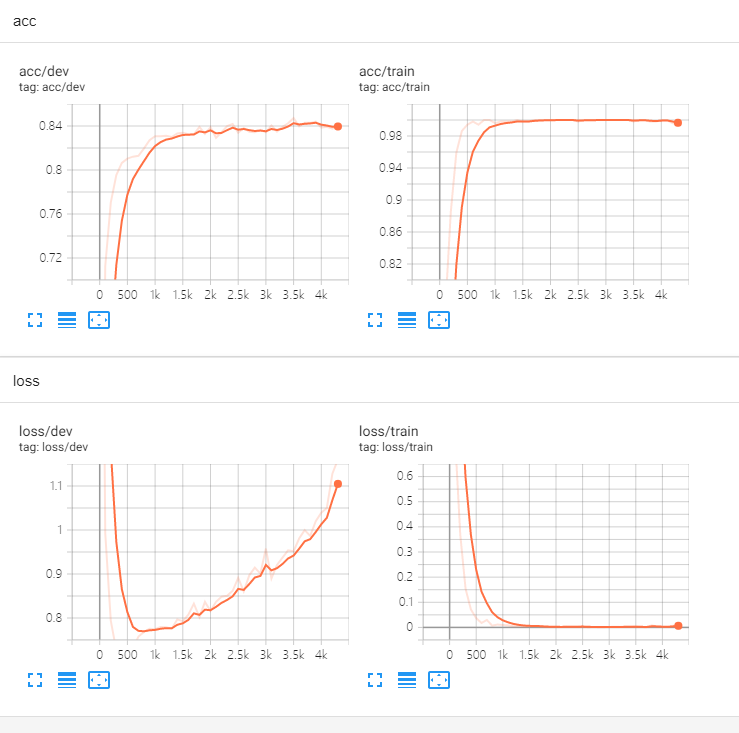 acc
acc/dev
tag: acc/dev
0.84
0.8
0.76
0.72
0 500 1k 1.5k 2k 2.5k 3k 3.5k 4k
acc/train
tag: acc/train
0.98
0.94
0.9
0.86
0.82
0 500 1k 1.5k 2k 2.5k 3k 3.5k 4k
loss
loss/dev
tag: loss/dev
1.1
1
0.9
0.8
0 500 1k 1.5k 2k 2.5k 3k 3.5k 4k
loss/train
tag: loss/train
0.6
0.5
0.4
0.3
0.2
0.1
0
0 500 1k 1.5k 2k 2.5k 3k 3.5k 4k